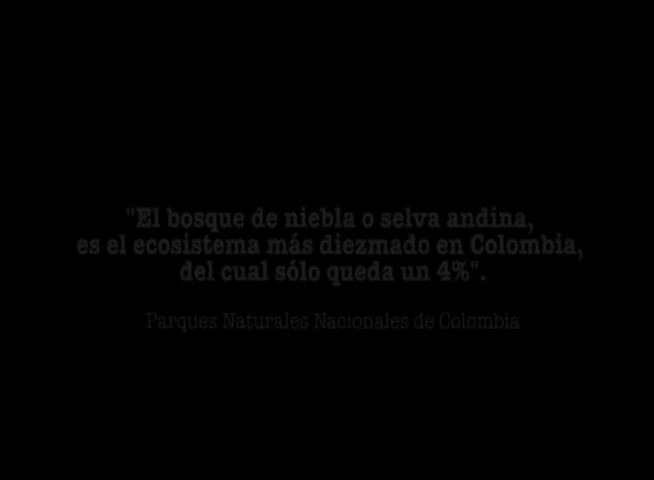 "El bosque de niebla o selva andina,
es el ecosistema más diezmado en Colombia,
del cual sólo queda un 4%".
Parques Naturales Nacionales de Colombia